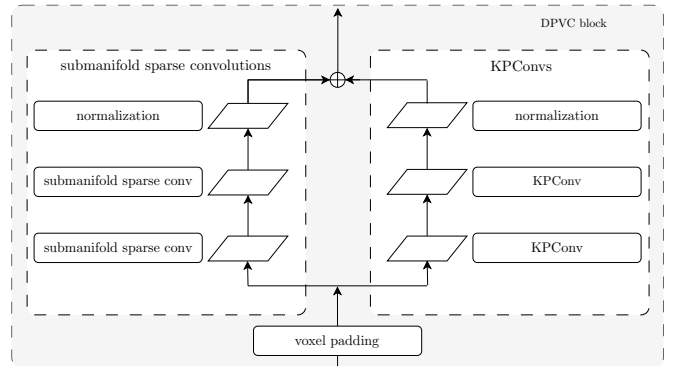 DPVC block
submanifold sparse convolutions
KPConvs
normalization
normalization
submanifold sparse conv
KPConv
submanifold sparse conv
KPConv
voxel padding